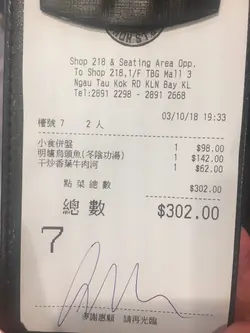 Shop 218 & Seating Area Opp.
To Shop 218,1/F TBG Mall 3
Ngau Tau Kok RD KLN Bay KL
Tel:2891 2298 - 2891 2668
檯號 7 2 人 03/10/18 19:33
小食併盤 1 $98.00
明爐烏頭魚(冬陰功湯) 1 $142.00
干炒香葉牛肉河 1 $62.00
點菜總數 $302.00
總數 $302.00
7
多謝惠顧 請再光臨